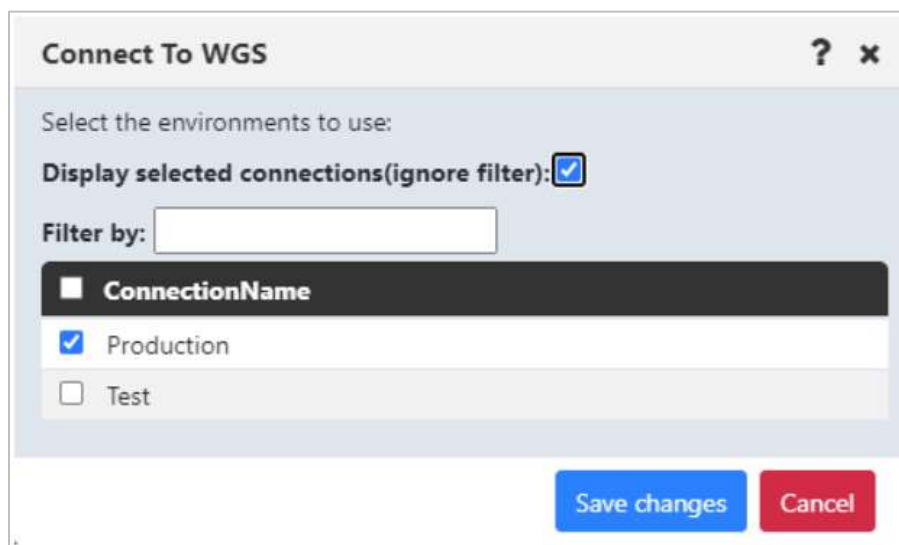 Connect To WGS ? ×
Select the environments to use:
Display selected connections(ignore filter):
Filter by:
ConnectionName
Production
Test
Save changes Cancel